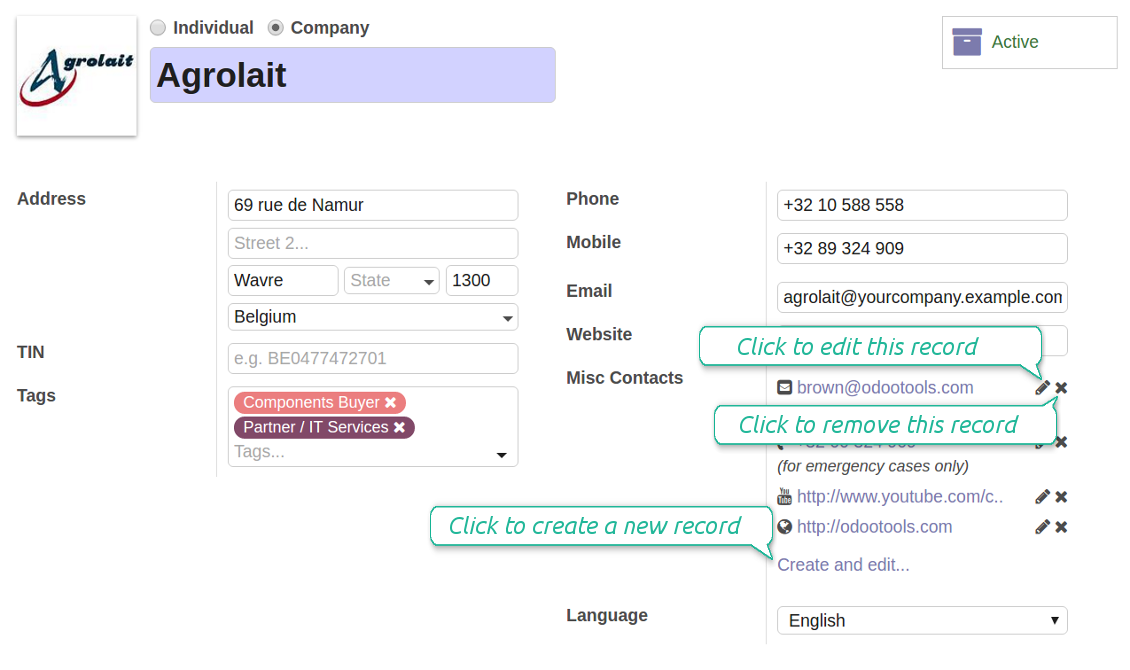 Agrolait
Individual Company
Agrolait
Active
Address
69 rue de Namur
Street 2...
Wavre State 1300
Belgium
TIN
e.g. BE0477472701
Tags
Components Buyer
Partner / IT Services
Tags...
Phone
+32 10 588 558
Mobile
+32 89 324 909
Email
agrolait@yourcompany.example.com
Website
Click to edit this record
Misc Contacts
brown@odootools.com
Click to remove this record
(for emergency cases only)
You Tube http://www.youtube.com/c..
http://odootools.com
Click to create a new record
Create and edit...
Language
English